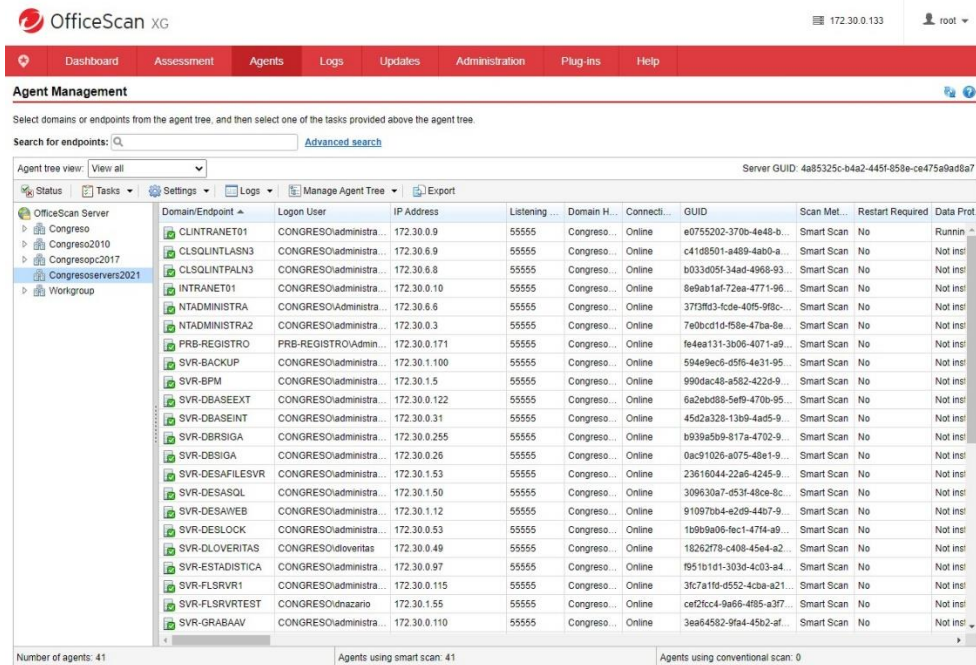 OfficeScan XG
172.30.0.133 root
Dashboard Assessment Agents Logs Updates Administration Plug-ins Help
Agent Management
Select domains or endpoints from the agent tree, and then select one of the tasks provided above the agent tree.
Search for endpoints: Advanced search
Agent tree view: View all Server GUID: 4a85325c-b4a2-445f-858e-ce475a9ad8a7
Status Tasks Settings Logs Manage Agent Tree Export
OfficeScan Server
Congreso
Congreso2010
Congresopc2017
Congresoservers2021
Workgroup
Domain/Endpoint Logon User IP Address Listening ... Domain H... Connecti... GUID Scan Met... Restart Required Data Prot
CLINTRANET01 CONGRESO\administra... 172.30.0.9 55555 Congreso... Online e0755202-370b-4e48-b... Smart Scan No Runnin
CLSQLINTLASN3 CONGRESO\administra... 172.30.6.9 55555 Congreso... Online c41d8501-a489-4ab0-a... Smart Scan No Not inst
CLSQLINTPALN3 CONGRESO\administra... 172.30.6.8 55555 Congreso... Online b033d05f-34ad-4968-93... Smart Scan No Not inst
INTRANET01 CONGRESO\administra... 172.30.0.10 55555 Congreso... Online 8e9ab1af-72ea-4771-96... Smart Scan No Not inst
NTADMINISTRA CONGRESO\Administra... 172.30.6.6 55555 Congreso... Online 37f3ffd3-fcde-40f5-9f8c-... Smart Scan No Not inst
NTADMINISTRA2 CONGRESO\administra... 172.30.0.3 55555 Congreso... Online 7e0bcd1d-f58e-47ba-8e... Smart Scan No Not inst
PRB-REGISTRO PRB-REGISTRO\Admin... 172.30.0.171 55555 Congreso... Online fe4ea131-3b06-4071-a9... Smart Scan No Not inst
SVR-BACKUP CONGRESO\administra... 172.30.1.100 55555 Congreso... Online 594e9ec6-d5f6-4e31-95... Smart Scan No Not inst
SVR-BPM CONGRESO\administra... 172.30.1.5 55555 Congreso... Online 990dac48-a582-422d-9... Smart Scan No Not inst
SVR-DBASEEXT CONGRESO\administra... 172.30.0.122 55555 Congreso... Online 6a2ebd88-5ef9-470b-95... Smart Scan No Not inst
SVR-DBASEINT CONGRESO\administra... 172.30.0.31 55555 Congreso... Online 45d2a328-13b9-4ad5-9... Smart Scan No Not inst
SVR-DBRSIGA CONGRESO\administra... 172.30.0.255 55555 Congreso... Online b939a5b9-817a-4702-9... Smart Scan No Not inst
SVR-DBSIGA CONGRESO\administra... 172.30.0.26 55555 Congreso... Online 0ac91026-a075-48e1-9... Smart Scan No Not inst
SVR-DESAFILESVR CONGRESO\administra... 172.30.1.53 55555 Congreso... Online 23616044-22a6-4245-9... Smart Scan No Not inst
SVR-DESASQL CONGRESO\administra... 172.30.1.50 55555 Congreso... Online 309630a7-d53f-48ce-8c... Smart Scan No Not inst
SVR-DESAWEB CONGRESO\administra... 172.30.1.12 55555 Congreso... Online 91097bb4-e2d9-44b7-9... Smart Scan No Not inst
SVR-DESLOCK CONGRESO\administra... 172.30.0.53 55555 Congreso... Online 1b9b9a06-fec1-47f4-a9... Smart Scan No Not inst
SVR-DLOVERITAS CONGRESO\dloveritas 172.30.0.49 55555 Congreso... Online 18262f78-c408-45e4-a2... Smart Scan No Not inst
SVR-ESTADISTICA CONGRESO\administra... 172.30.0.97 55555 Congreso... Online f951b1d1-303d-4c03-a4... Smart Scan No Not inst
SVR-FLSRVR1 CONGRESO\administra... 172.30.0.115 55555 Congreso... Online 3fc7a1fd-d552-4cba-a21... Smart Scan No Not inst
SVR-FLSRVRTEST CONGRESO\dnazario 172.30.1.55 55555 Congreso... Online cef2fcc4-9a66-4f85-a3f7... Smart Scan No Not inst
SVR-GRABAAV CONGRESO\administra... 172.30.0.110 55555 Congreso... Online 3ea64582-9fa4-45b2-af... Smart Scan No Not inst
Number of agents: 41 Agents using smart scan: 41 Agents using conventional scan: 0